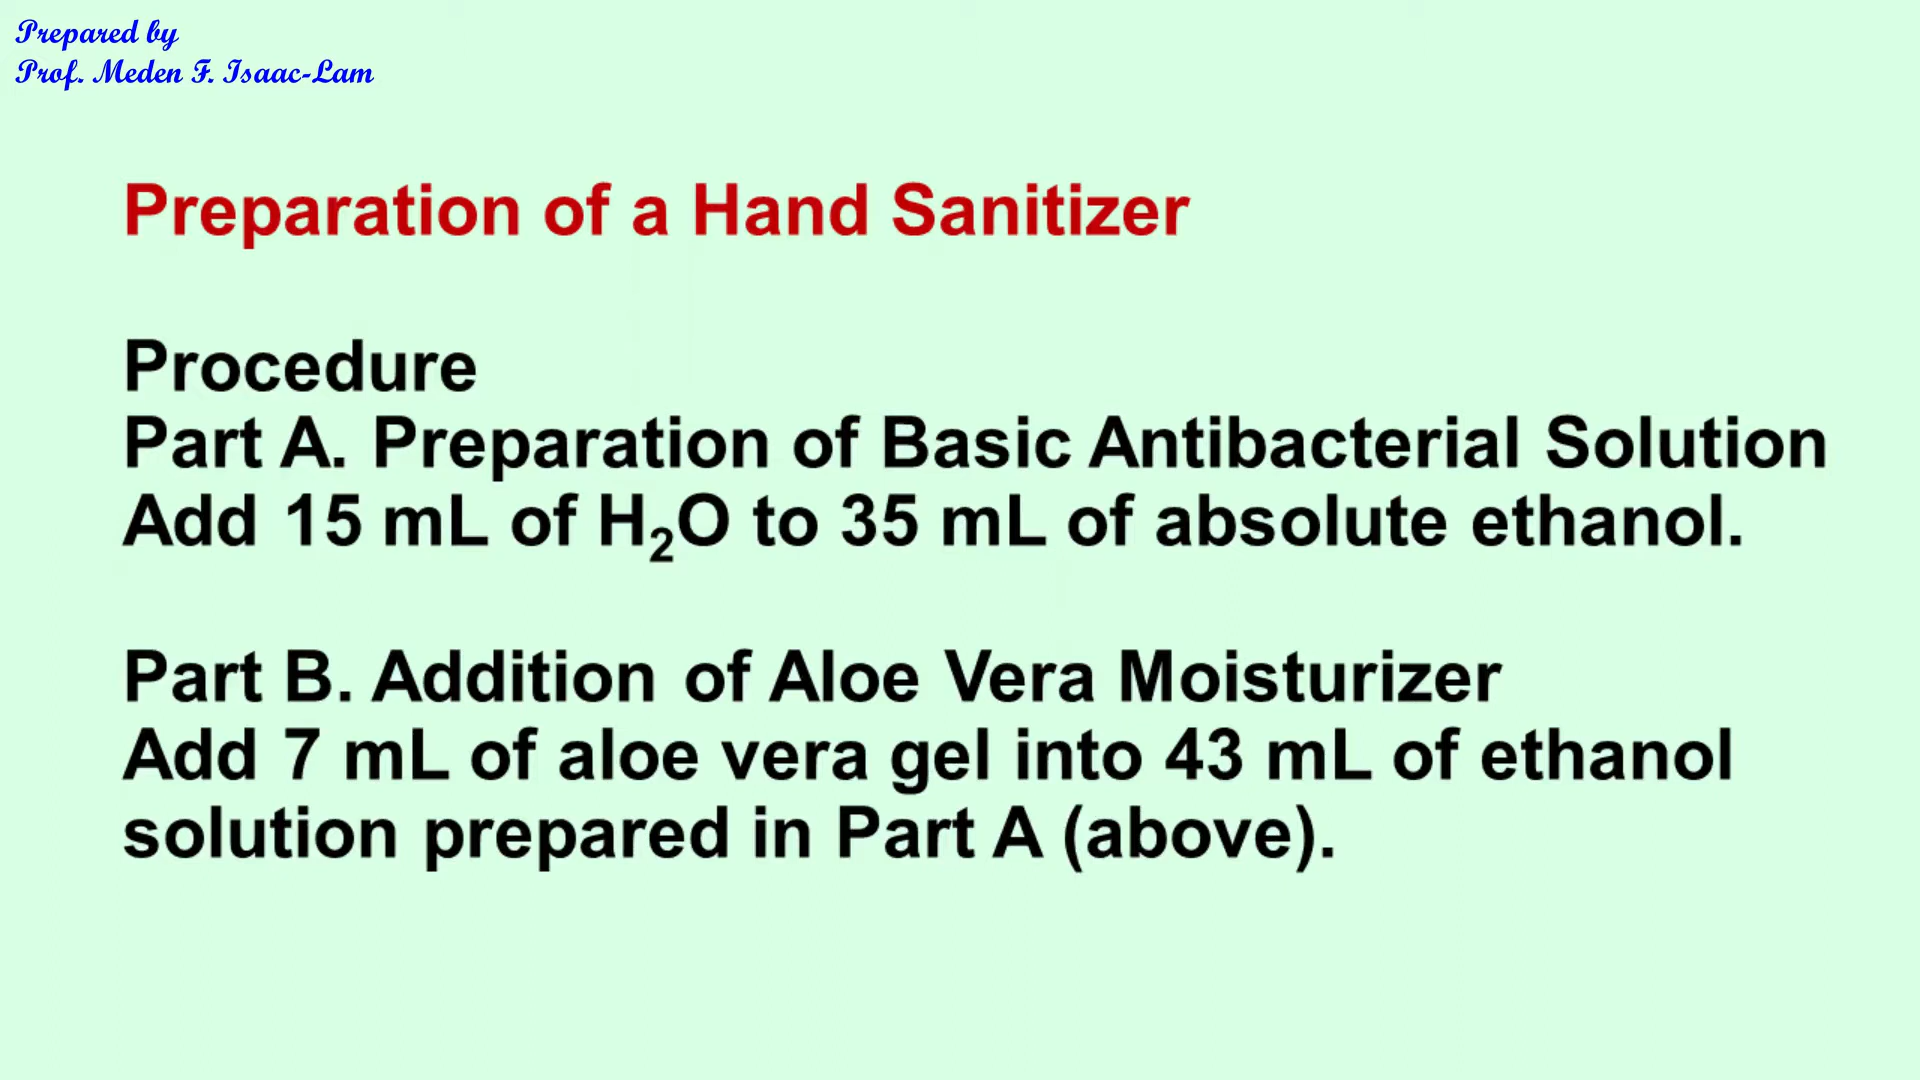 Prepared by
Prof. Meden F. Isaac-Lam
Preparation of a Hand Sanitizer
Procedure
Part A. Preparation of Basic Antibacterial Solution
Add 15 mL of H₂O to 35 mL of absolute ethanol.
Part B. Addition of Aloe Vera Moisturizer
Add 7 mL of aloe vera gel into 43 mL of ethanol
solution prepared in Part A (above).